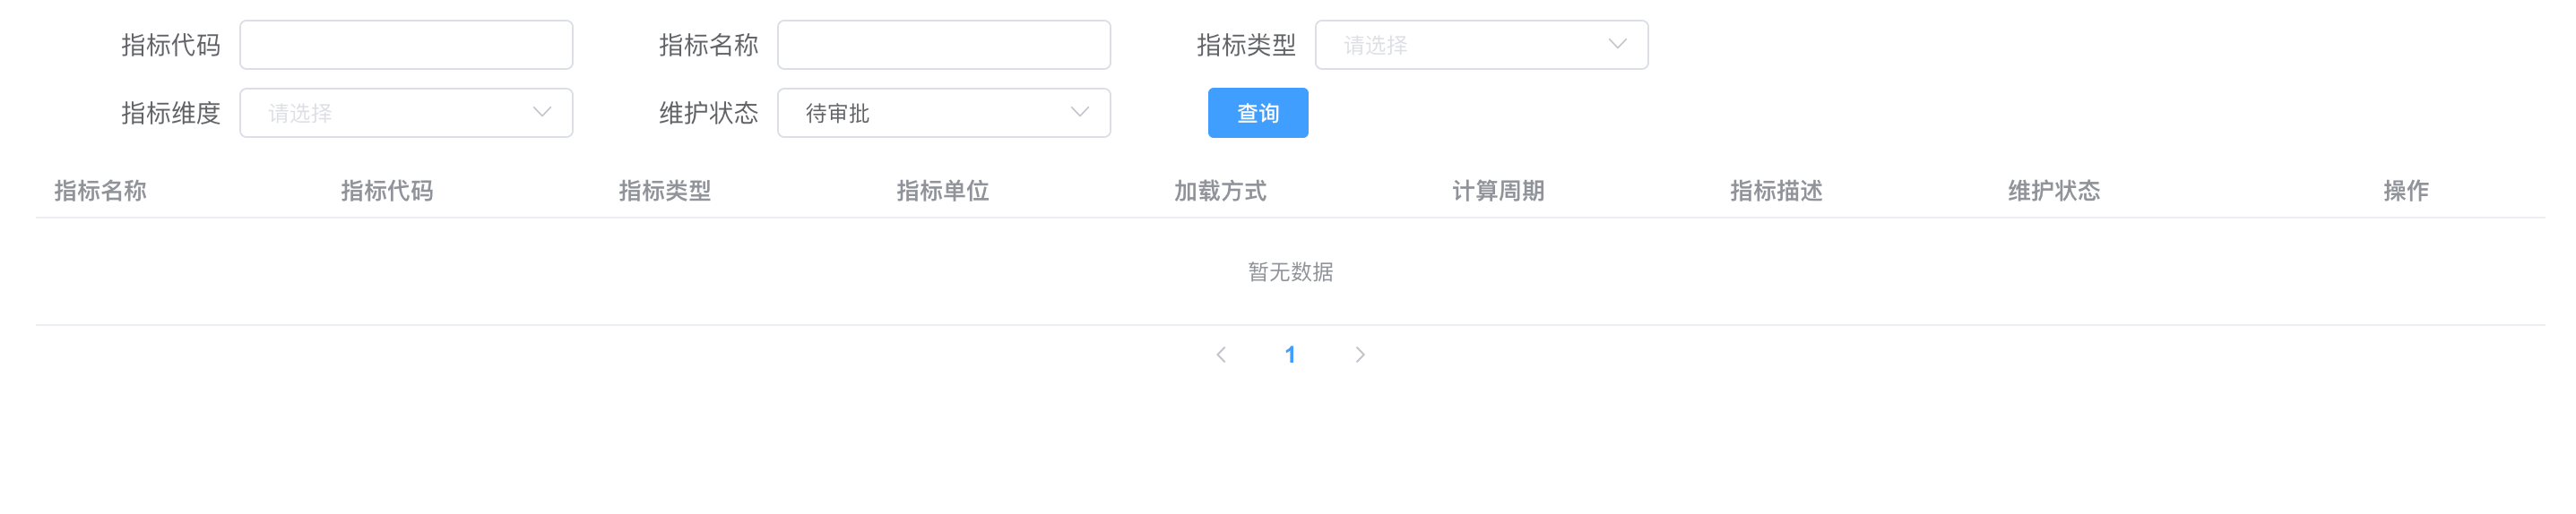 指标代码 指标名称 指标类型 请选择
指标维度 请选择 维护状态 待审批 查询
指标名称 指标代码 指标类型 指标单位 加载方式 计算周期 指标描述 维护状态 操作
暂无数据
1